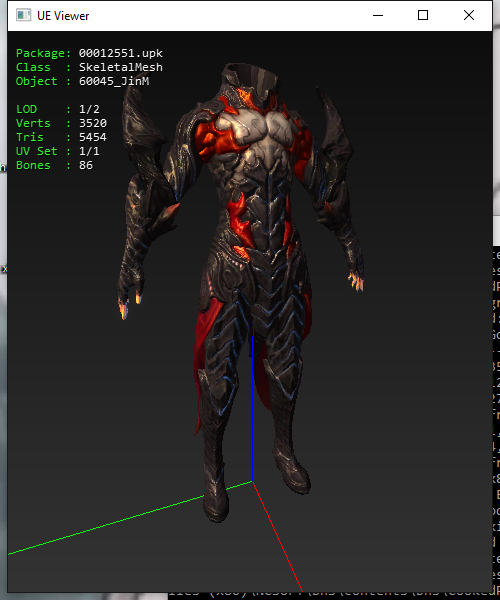 UE Viewer
Package: 00012551.upk
Class : SkeletalMesh
Object : 60045_JinM
LOD : 1/2
Verts : 3520
Tris : 5454
UV Set : 1/1
Bones : 86